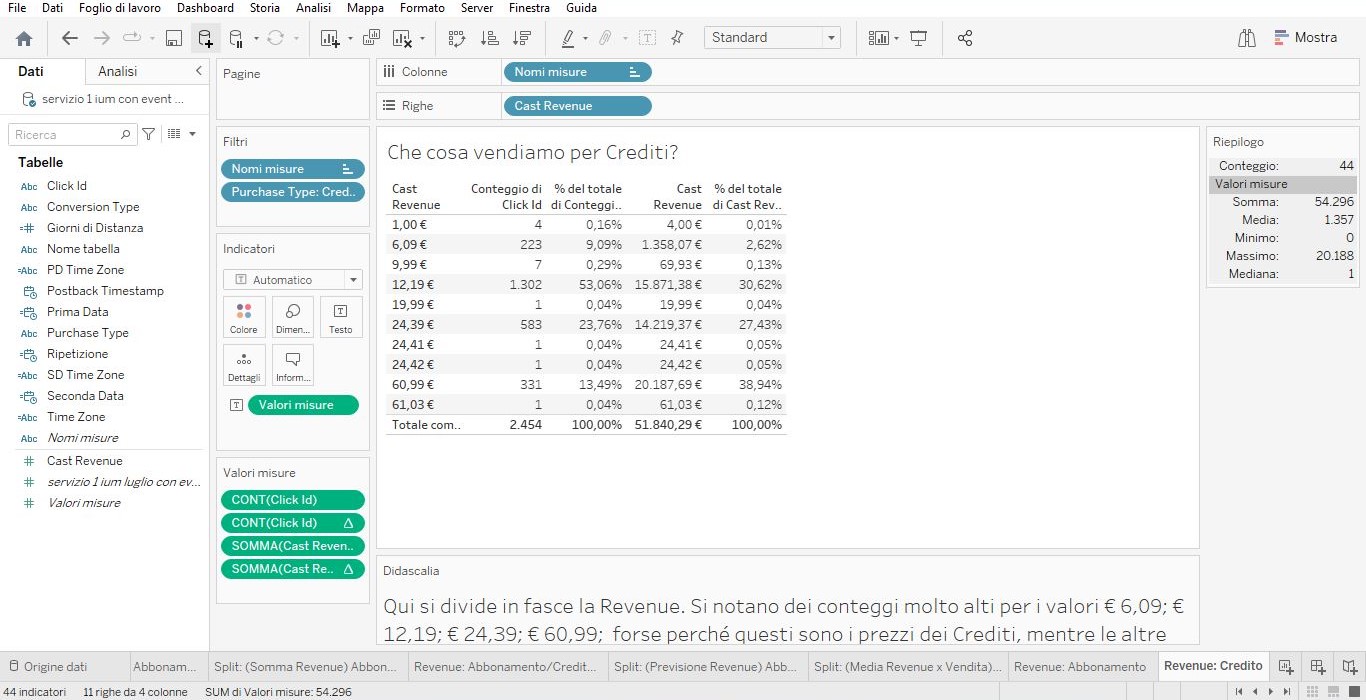 File Dati Foglio di lavoro Dashboard Storia Analisi Mappa Formato Server Finestra Guida
Standard Mostra
Dati Analisi
servizio 1 ium con event ...
Ricerca
Tabelle
Abc Click Id
Abc Conversion Type
=# Giorni di Distanza
Abc Nome tabella
=Abc PD Time Zone
Postback Timestamp
Prima Data
Abc Purchase Type
Ripetizione
=Abc SD Time Zone
Seconda Data
=Abc Time Zone
Abc Nomi misure
# Cast Revenue
# servizio 1 ium luglio con ev...
# Valori misure
Pagine
Filtri
Nomi misure
Purchase Type: Cred..
Indicatori
T Automatico
Colore Dimen... Testo
Dettagli Inform...
T Valori misure
Valori misure
CONT(Click Id)
CONT(Click Id) Δ
SOMMA(Cast Reven..
SOMMA(Cast Re.. Δ
Colonne Nomi misure
Righe Cast Revenue
Che cosa vendiamo per Crediti?
Cast Conteggio di % del totale Cast % del totale
Revenue Click Id di Conteggi.. Revenue di Cast Rev..
1,00 € 4 0,16% 4,00 € 0,01%
6,09 € 223 9,09% 1.358,07 € 2,62%
9,99 € 7 0,29% 69,93 € 0,13%
12,19 € 1.302 53,06% 15.871,38 € 30,62%
19,99 € 1 0,04% 19,99 € 0,04%
24,39 € 583 23,76% 14.219,37 € 27,43%
24,41 € 1 0,04% 24,41 € 0,05%
24,42 € 1 0,04% 24,42 € 0,05%
60,99 € 331 13,49% 20.187,69 € 38,94%
61,03 € 1 0,04% 61,03 € 0,12%
Totale com.. 2.454 100,00% 51.840,29 € 100,00%
Didascalia
Qui si divide in fasce la Revenue. Si notano dei conteggi molto alti per i valori € 6,09; €
12,19; € 24,39; € 60,99; forse perché questi sono i prezzi dei Crediti, mentre le altre
Riepilogo
Conteggio: 44
Valori misure
Somma: 54.296
Media: 1.357
Minimo: 0
Massimo: 20.188
Mediana: 1
Origine dati Abbonam... Split: (Somma Revenue) Abbon... Revenue: Abbonamento/Credit... Split: (Previsione Revenue) Abb... Split: (Media Revenue x Vendita)... Revenue: Abbonamento Revenue: Credito
44 indicatori 11 righe da 4 colonne SUM di Valori misure: 54.296